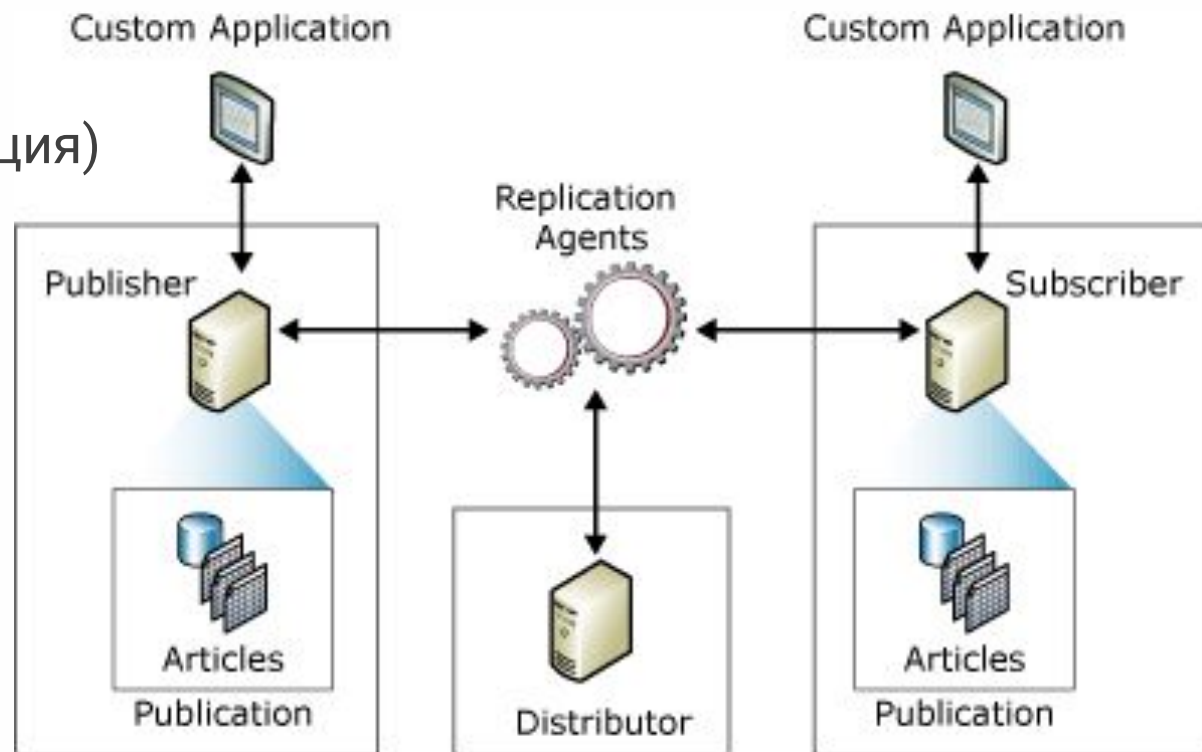 Custom Application
Custom Application
ция)
Replication
Agents
Publisher
Subscriber
Articles
Publication
Distributor
Articles
Publication